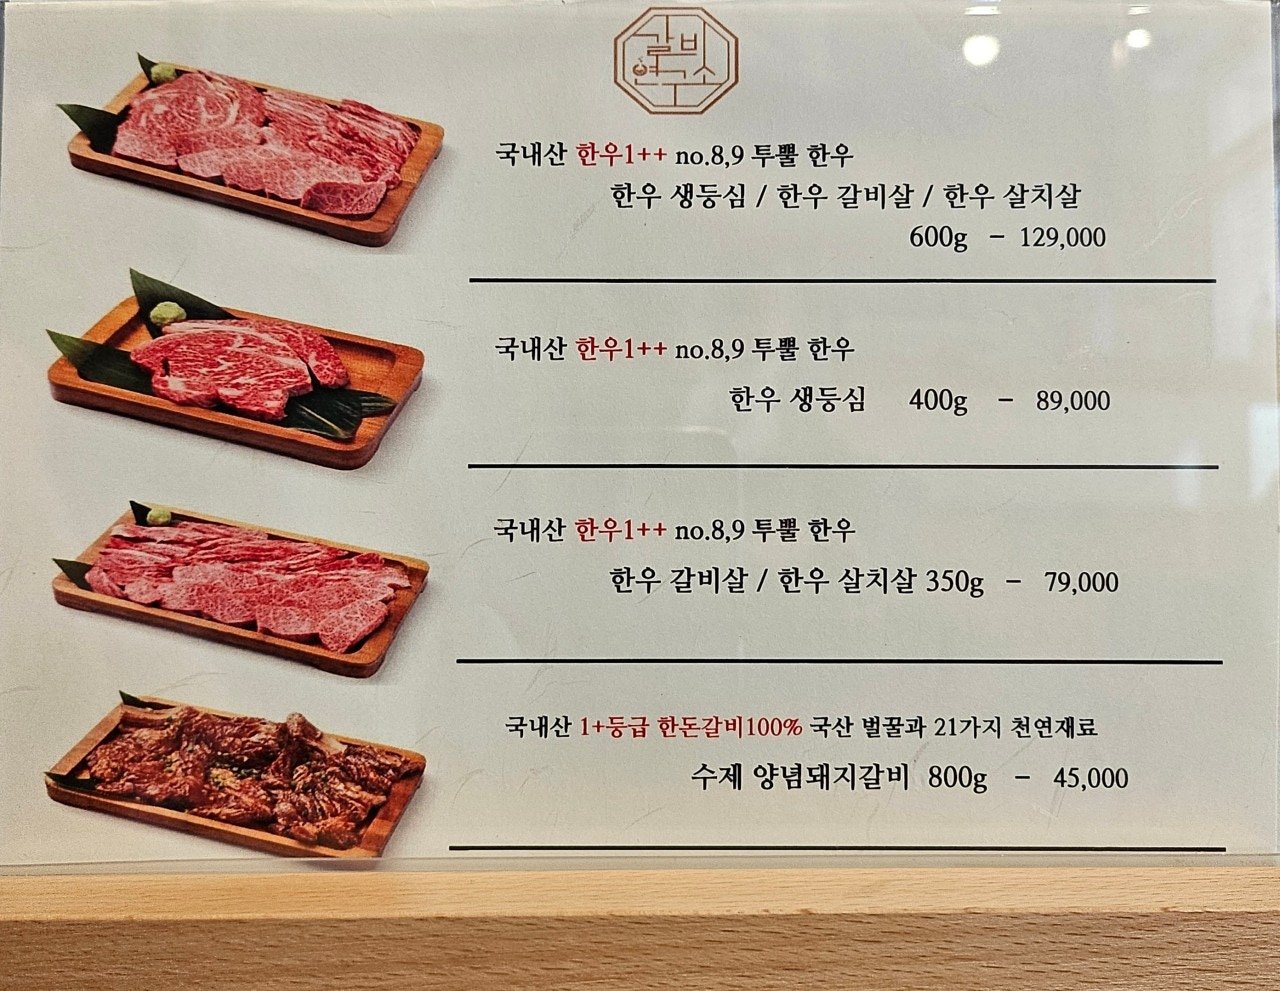 갈비
연구소
국내산 한우1++ no.8,9 투뿔 한우
한우 생등심 / 한우 갈비살 / 한우 살치살
600g - 129,000
국내산 한우1++ no.8,9 투뿔 한우
한우 생등심 400g - 89,000
국내산 한우1++ no.8,9 투뿔 한우
한우 갈비살 / 한우 살치살 350g - 79,000
국내산 1+등급 한돈갈비100% 국산 벌꿀과 21가지 천연재료
수제 양념돼지갈비 800g - 45,000